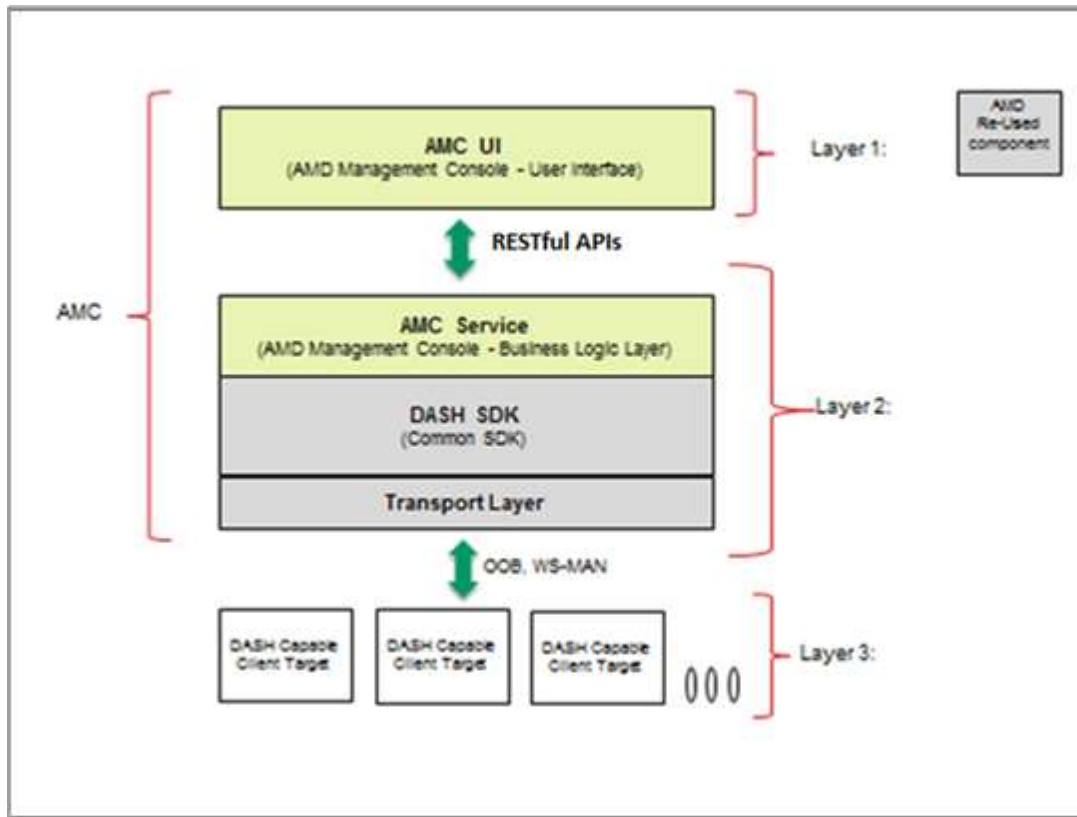 AMC UI
(AMD Management Console - User Interface)
Layer 1:
AMD
Re-Used
component
RESTful APIs
AMC
AMC Service
(AMD Management Console - Business Logic Layer)
DASH SDK
(Common SDK)
Transport Layer
Layer 2:
OOB, WS-MAN
DASH Capable
Client Target
DASH Capable
Client Target
DASH Capable
Client Target
Layer 3: